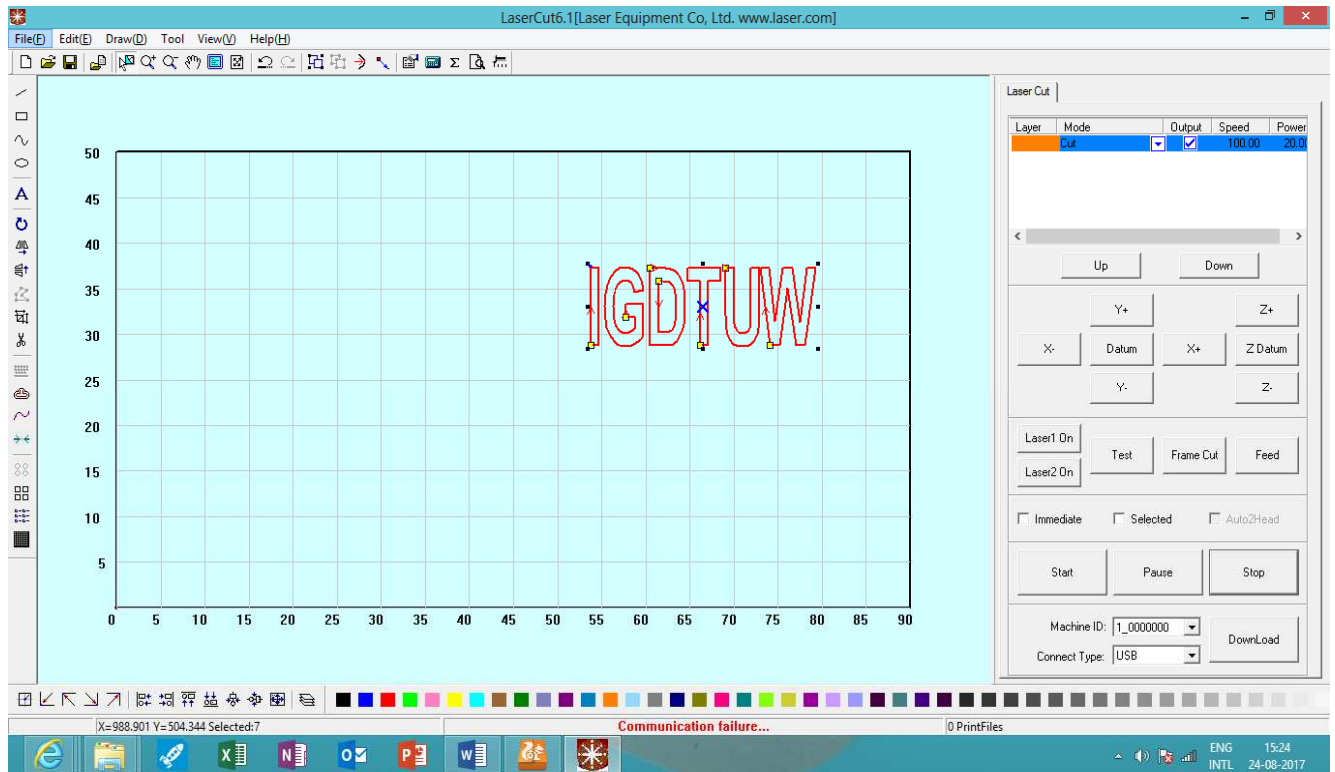 LaserCut6.1[Laser Equipment Co, Ltd. www.laser.com]
File(F) Edit(E) Draw(D) Tool View(V) Help(H)
Laser Cut
Layer Mode Output Speed Power
Cut 100.00 20.0
50
45
40
35
30
25
20
15
10
5
0 5 10 15 20 25 30 35 40 45 50 55 60 65 70 75 80 85 90
IGDTUW
Up Down
Y+ Z+
X- Datum X+ Z Datum
Y- Z-
Laser1 On
Laser2 On
Test Frame Cut Feed
Immediate Selected Auto2Head
Start Pause Stop
Machine ID: 1_0000000
Connect Type: USB
DownLoad
X=988.901 Y=504.344 Selected:7 Communication failure... 0 PrintFiles
ENG 15:24
INTL 24-08-2017